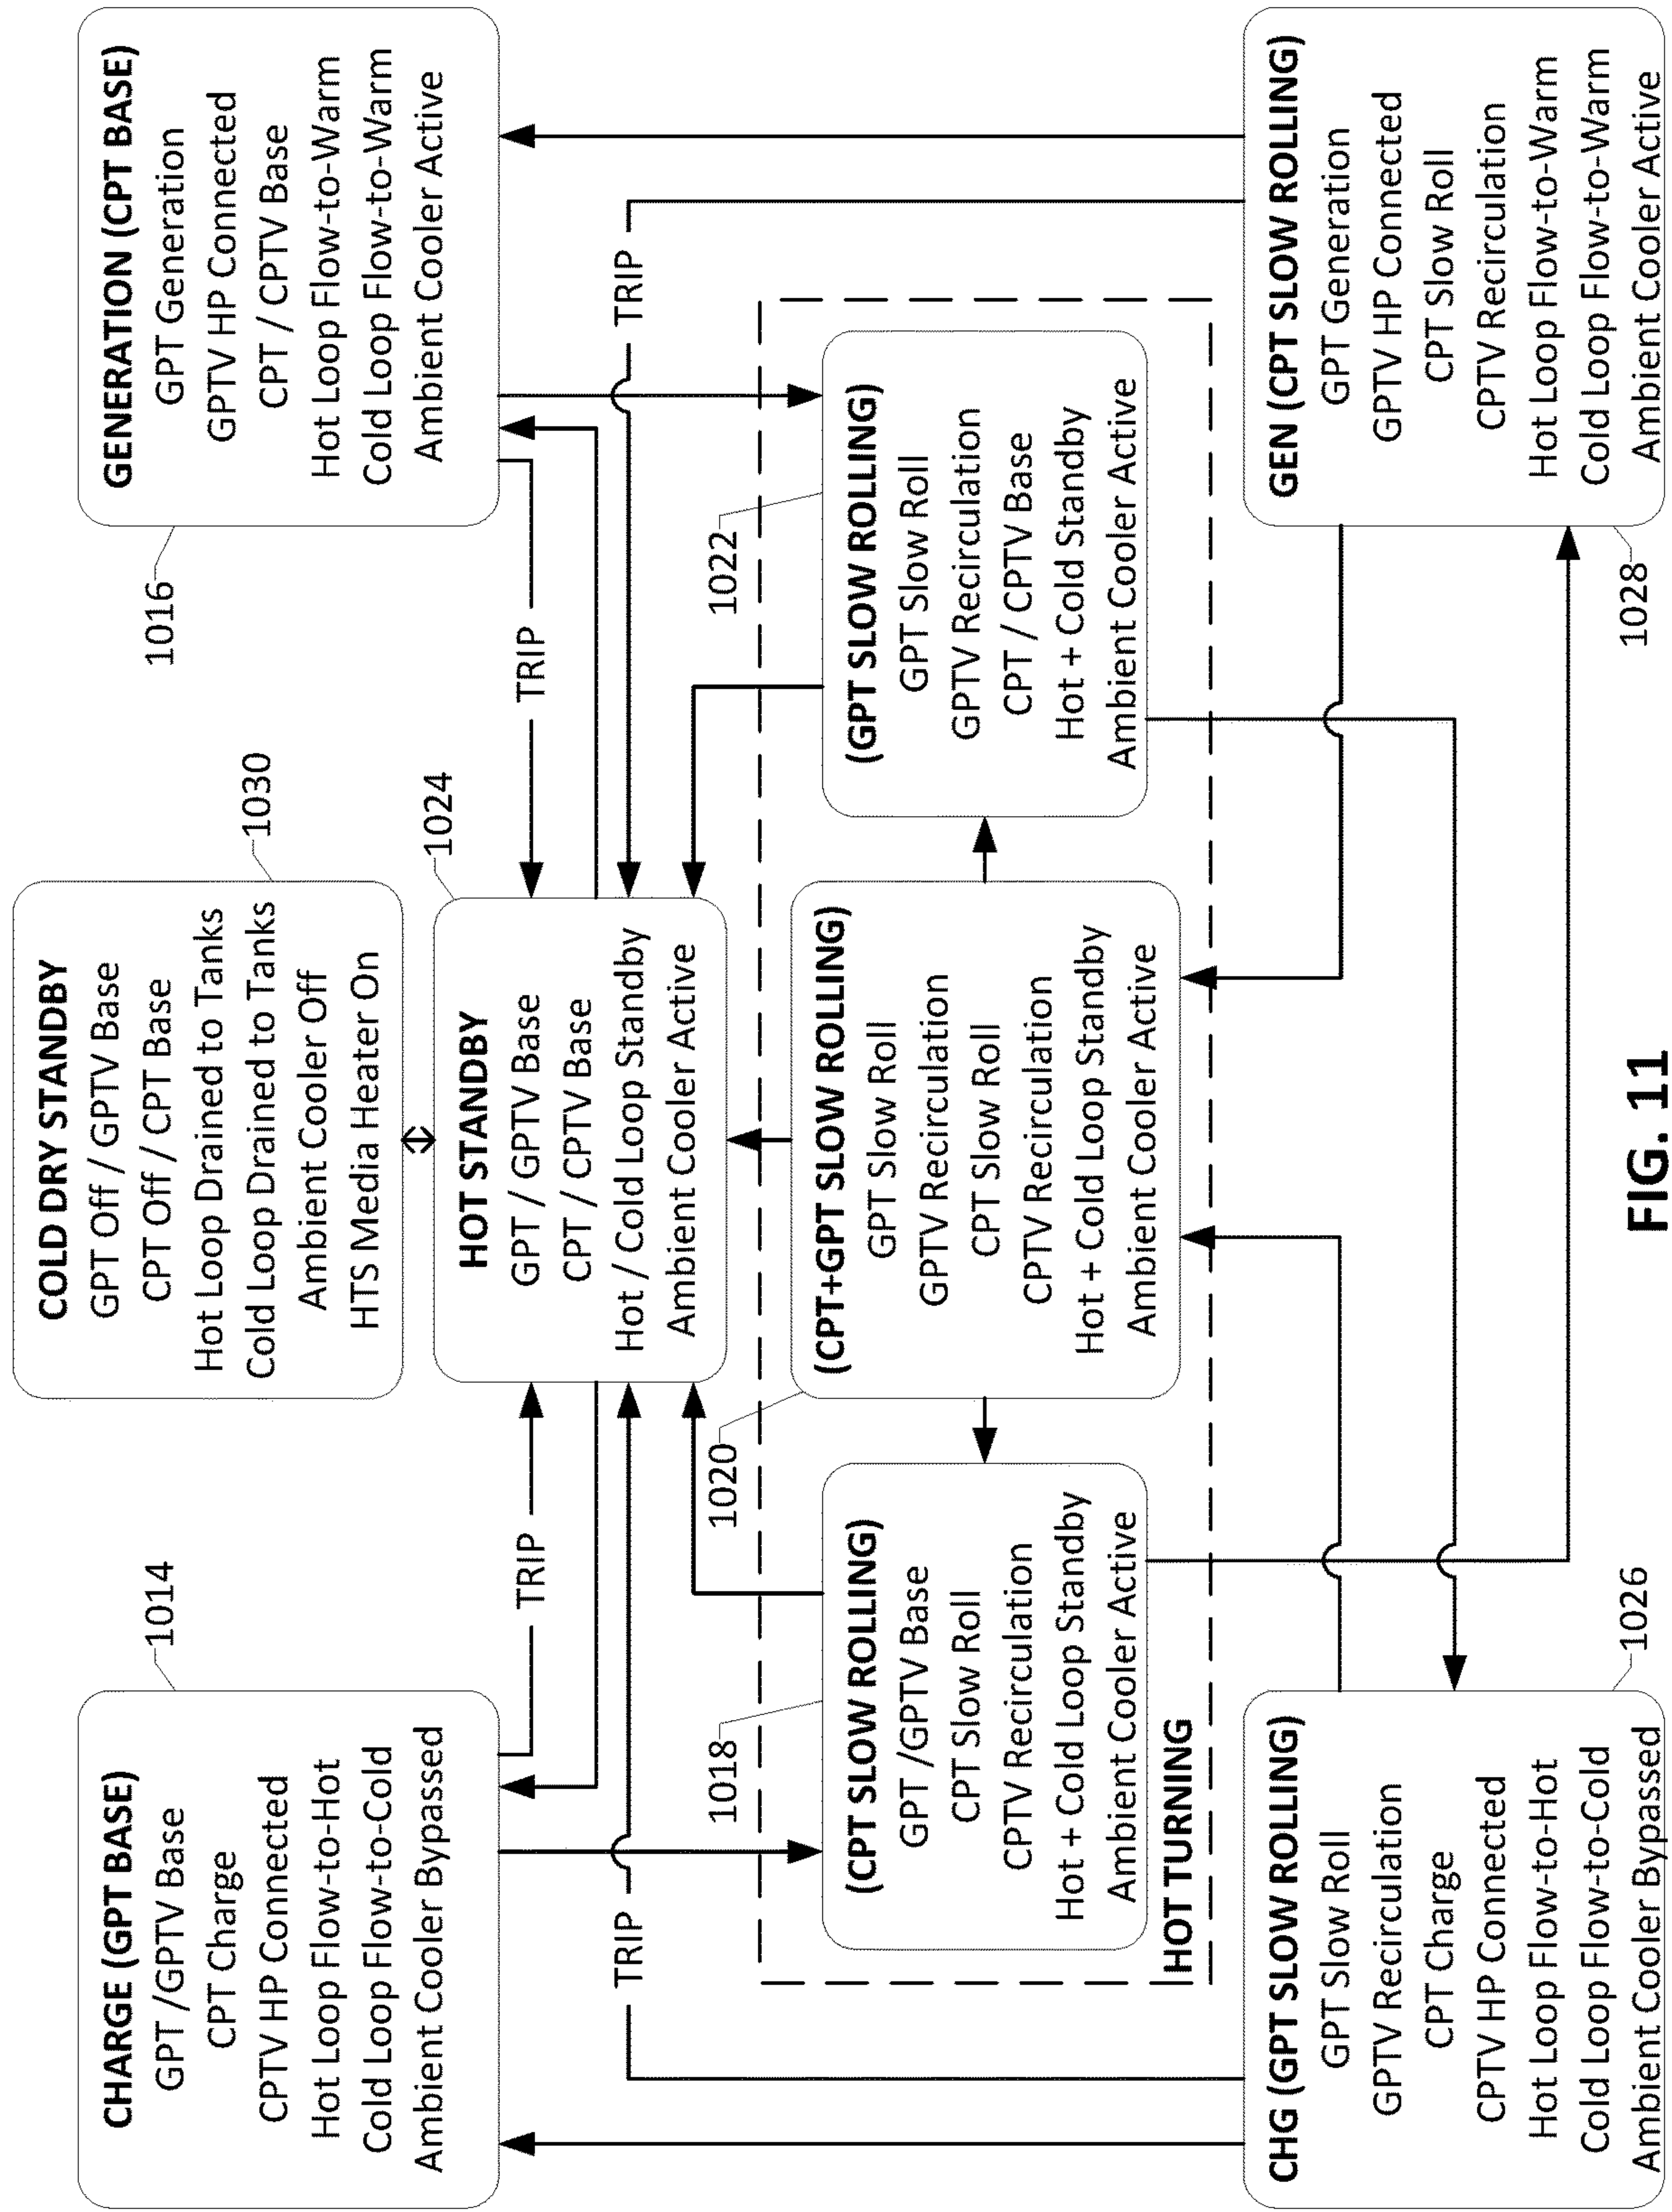 COLD DRY STANDBY
GPT Off / GPTV Base
CPT Off / CPT Base
Hot Loop Drained to Tanks
Cold Loop Drained to Tanks
Ambient Cooler Off
HTS Media Heater On
1030
CHARGE (GPT BASE)
GPT /GPTV Base
CPT Charge
CPTV HP Connected
Hot Loop Flow-to-Hot
Cold Loop Flow-to-Cold
Ambient Cooler Bypassed
1014
GENERATION (CPT BASE)
GPT Generation
GPTV HP Connected
CPT / CPTV Base
Hot Loop Flow-to-Warm
Cold Loop Flow-to-Warm
Ambient Cooler Active
1016
HOT STANDBY
GPT / GPTV Base
CPT / CPTV Base
Hot / Cold Loop Standby
Ambient Cooler Active
1024
TRIP
TRIP
TRIP
TRIP
(CPT SLOW ROLLING)
GPT /GPTV Base
CPT Slow Roll
CPTV Recirculation
Hot + Cold Loop Standby
Ambient Cooler Active
1018
(CPT+GPT SLOW ROLLING)
GPT Slow Roll
GPTV Recirculation
CPT Slow Roll
CPTV Recirculation
Hot + Cold Loop Standby
Ambient Cooler Active
1020
(GPT SLOW ROLLING)
GPT Slow Roll
GPTV Recirculation
CPT / CPTV Base
Hot + Cold Standby
Ambient Cooler Active
1022
HOT TURNING
CHG (GPT SLOW ROLLING)
GPT Slow Roll
GPTV Recirculation
CPT Charge
CPTV HP Connected
Hot Loop Flow-to-Hot
Cold Loop Flow-to-Cold
Ambient Cooler Bypassed
1026
GEN (CPT SLOW ROLLING)
GPT Generation
GPTV HP Connected
CPT Slow Roll
CPTV Recirculation
Hot Loop Flow-to-Warm
Cold Loop Flow-to-Warm
Ambient Cooler Active
1028
FIG. 11